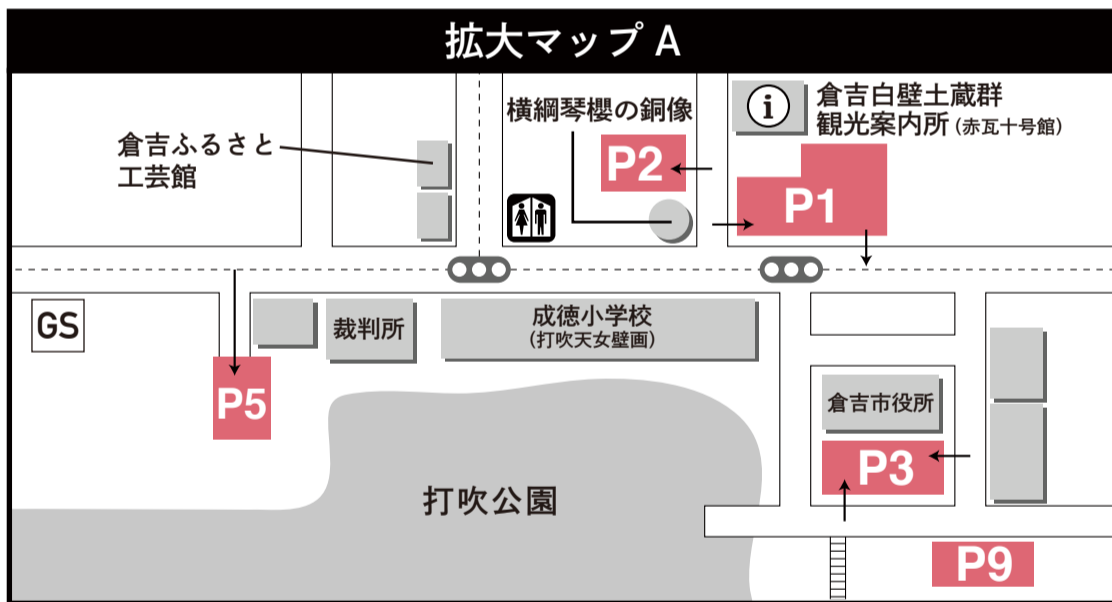 拡大マップ A
倉吉ふるさと
工芸館
横綱琴櫻の銅像
P2
i
倉吉白壁土蔵群
観光案内所 (赤瓦十号館)
P1
GS
裁判所
成徳小学校
(打吹天女壁画)
P5
倉吉市役所
P3
打吹公園
P9